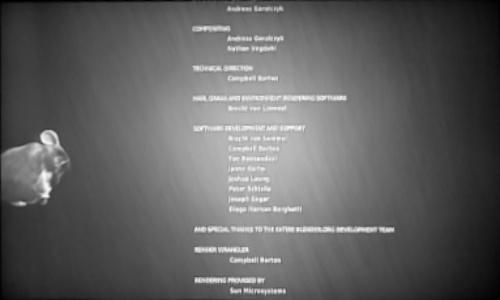 Andreas Goralczyk
COMPOSITING
Andreas Goralczyk
Nathan Vegdahl
TECHNICAL DIRECTION
Campbell Barton
HAIR, GRASS AND ENVIRONMENT RENDERING SOFTWARE
Brecht van Lommel
SOFTWARE DEVELOPMENT AND SUPPORT
Brecht van Lommel
Campbell Barton
Ton Roosendaal
Janne Karhu
Joshua Leung
Peter Schlaile
Joseph Eagar
Diego Hernan Borghetti
AND SPECIAL THANKS TO THE ENTIRE BLENDER.ORG DEVELOPMENT TEAM
RENDER WRANGLER
Campbell Barton
RENDERING PROVIDED BY
Sun Microsystems